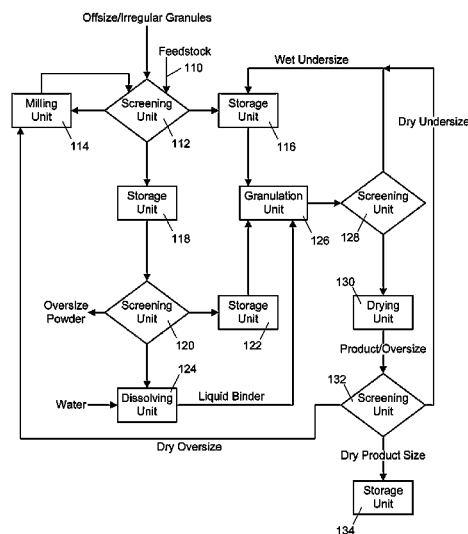 Offsize/Irregular Granules
Feedstock
110
Wet Undersize
Milling
Unit
114
Screening
Unit
112
Storage
Unit
116
Dry Undersize
Storage
Unit
118
Granulation
Unit
126
Screening
Unit
128
Oversize
Powder
Screening
Unit
120
Storage
Unit
122
130
Drying
Unit
Product/Oversize
124
Water
Dissolving
Unit
Liquid Binder
132
Screening
Unit
Dry Oversize
Dry Product Size
Storage
Unit
134